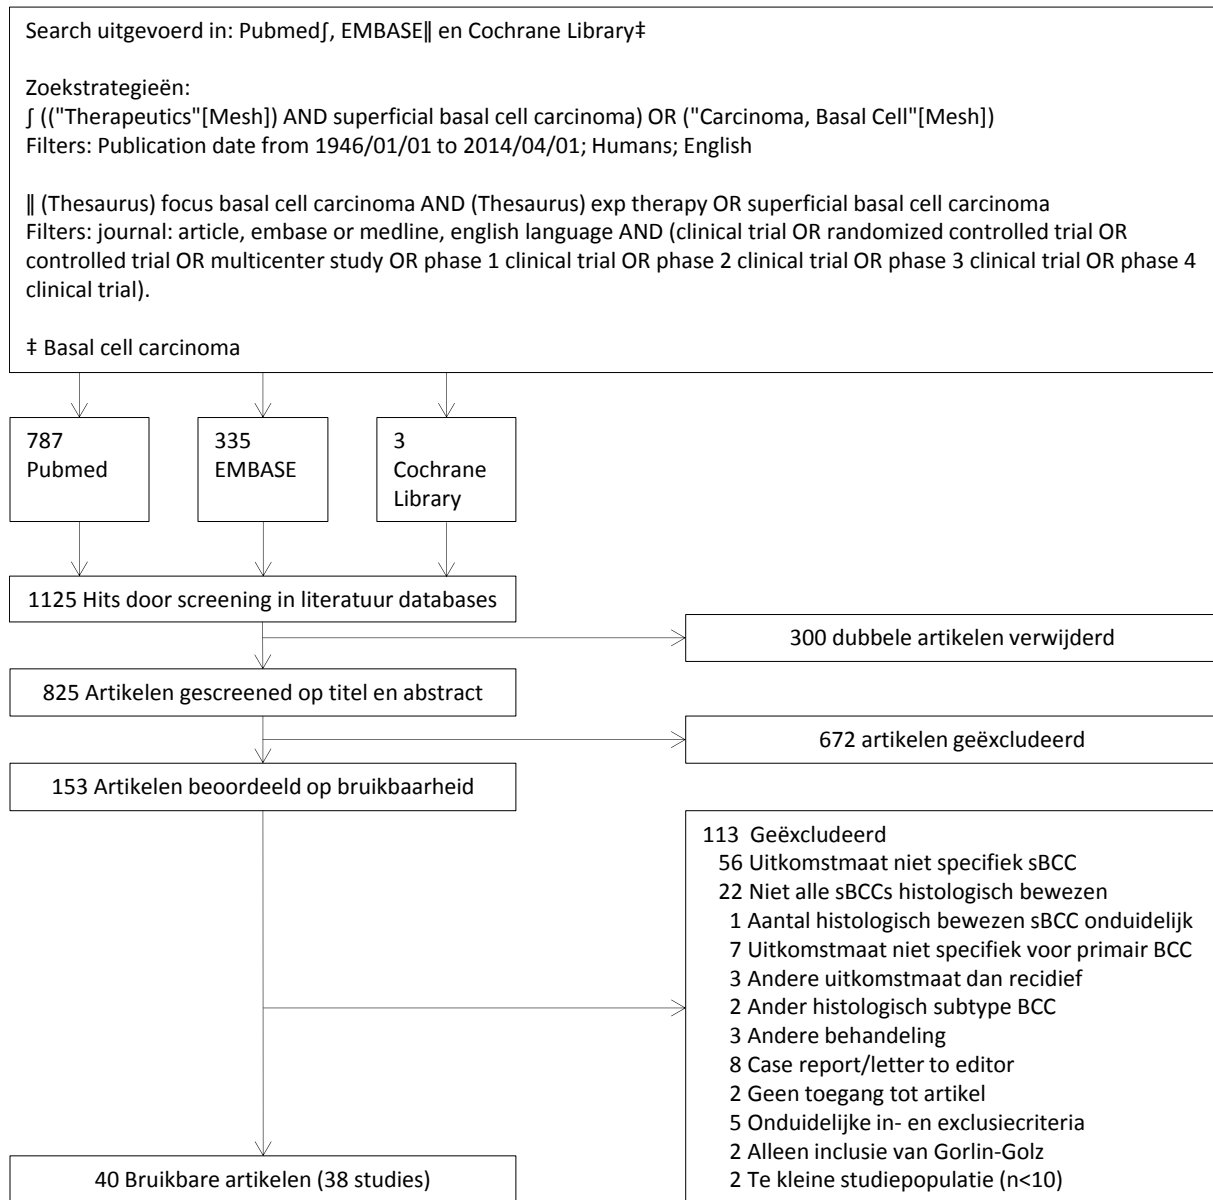 Search uitgevoerd in: Pubmed∫, EMBASE‖ en Cochrane Library‡
Zoekstrategieën:
∫ (("Therapeutics"[Mesh]) AND superficial basal cell carcinoma) OR ("Carcinoma, Basal Cell"[Mesh])
Filters: Publication date from 1946/01/01 to 2014/04/01; Humans; English
‖ (Thesaurus) focus basal cell carcinoma AND (Thesaurus) exp therapy OR superficial basal cell carcinoma
Filters: journal: article, embase or medline, english language AND (clinical trial OR randomized controlled trial OR
controlled trial OR multicenter study OR phase 1 clinical trial OR phase 2 clinical trial OR phase 3 clinical trial OR phase 4
clinical trial).
‡ Basal cell carcinoma
787
Pubmed
335
EMBASE
3
Cochrane
Library
1125 Hits door screening in literatuur databases
300 dubbele artikelen verwijderd
825 Artikelen gescreened op titel en abstract
672 artikelen geëxcludeerd
153 Artikelen beoordeeld op bruikbaarheid
113 Geëxcludeerd
56 Uitkomstmaat niet specifiek sBCC
22 Niet alle sBCCs histologisch bewezen
1 Aantal histologisch bewezen sBCC onduidelijk
7 Uitkomstmaat niet specifiek voor primair BCC
3 Andere uitkomstmaat dan recidief
2 Ander histologisch subtype BCC
3 Andere behandeling
8 Case report/letter to editor
2 Geen toegang tot artikel
5 Onduidelijke in- en exclusiecriteria
2 Alleen inclusie van Gorlin-Golz
2 Te kleine studiepopulatie (n<10)
40 Bruikbare artikelen (38 studies)